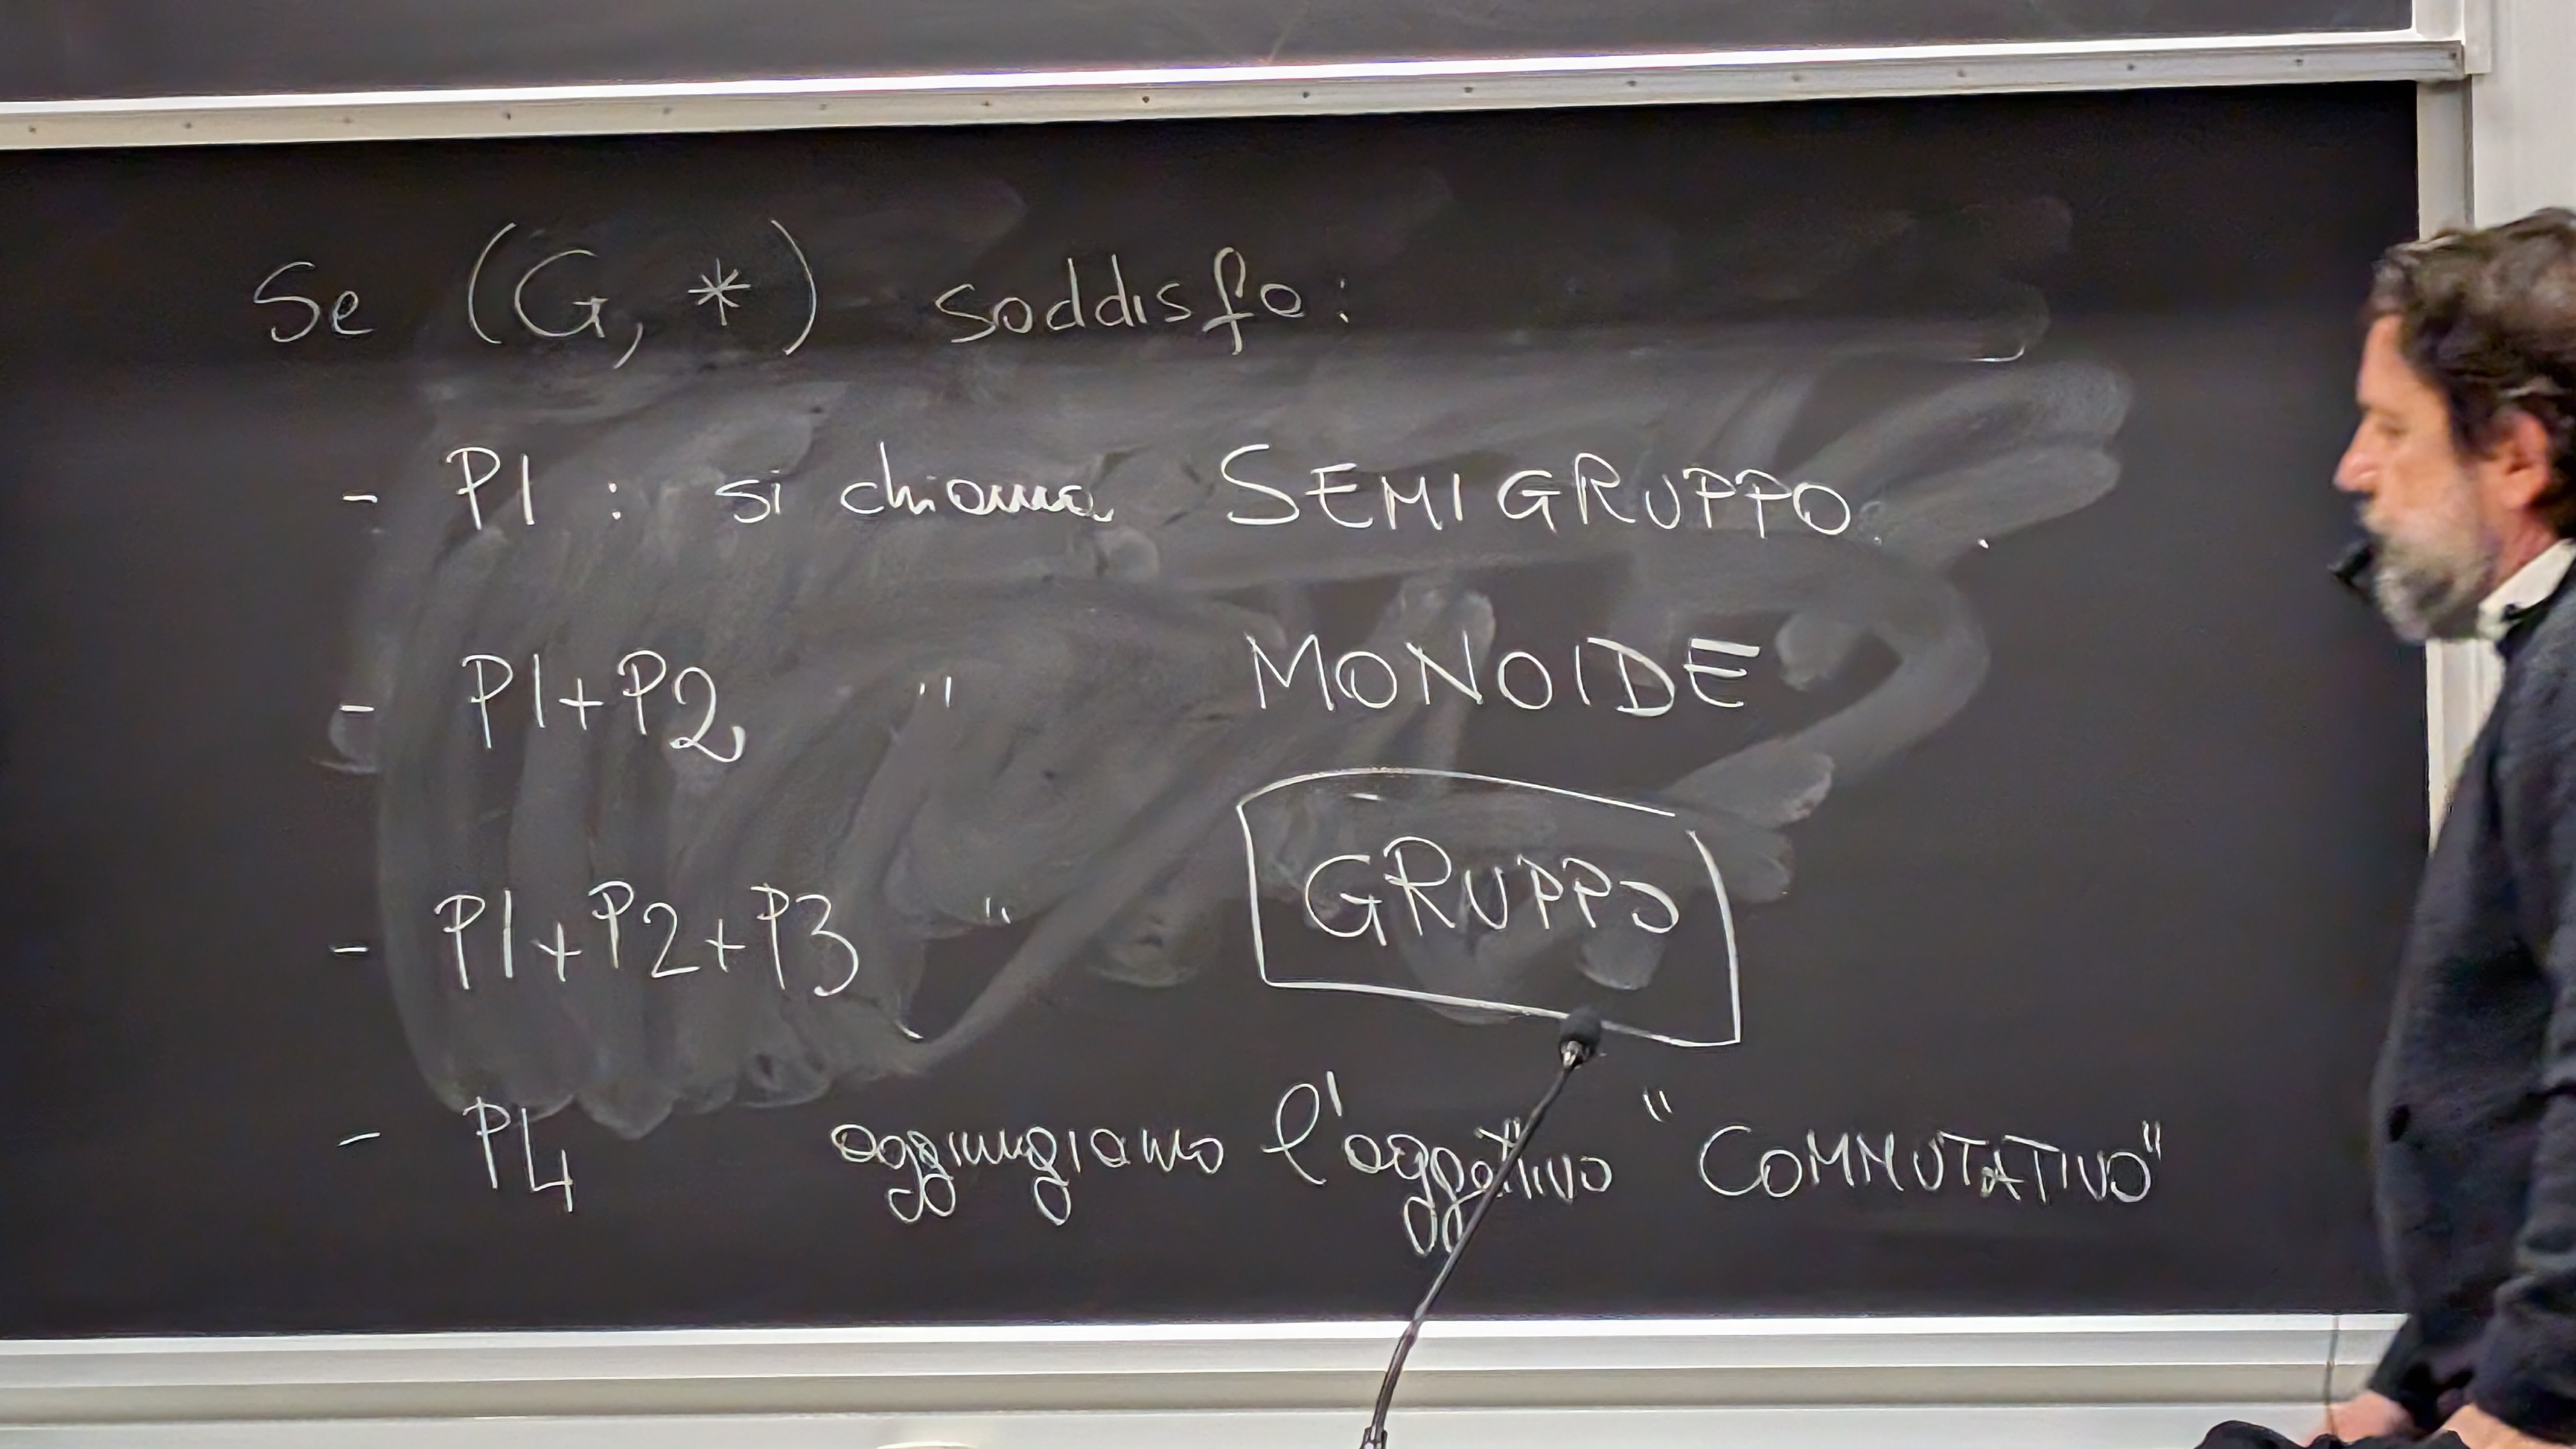 Se (G, *) soddisfa:
- P1 : si chiama SEMIGRUPPO.
- P1+P2 " MONOIDE
- P1+P2+P3 " GRUPPO
- P4 aggiungiamo l'aggettivo "COMMUTATIVO"